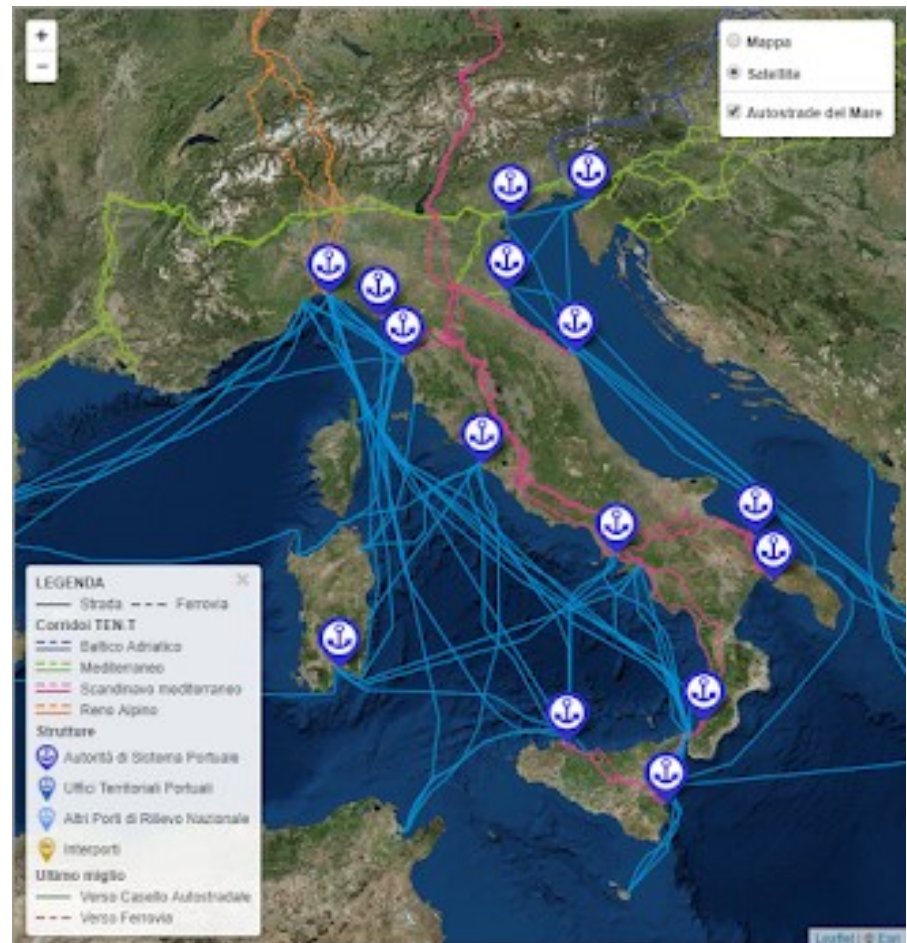 +
−
Mappa
Satellite
Autostrade del Mare
LEGENDA
Strada Ferrovia
Corridoi TEN.T
Baltico Adriatico
Mediterraneo
Scandinavo mediterraneo
Reno Alpino
Strutture
Autorità di Sistema Portuale
Uffici Territoriali Portuali
Altri Porti di Rilievo Nazionale
Interporti
Ultimo miglio
Verso Casello Autostradale
Verso Ferrovia
Leaflet | © Esri